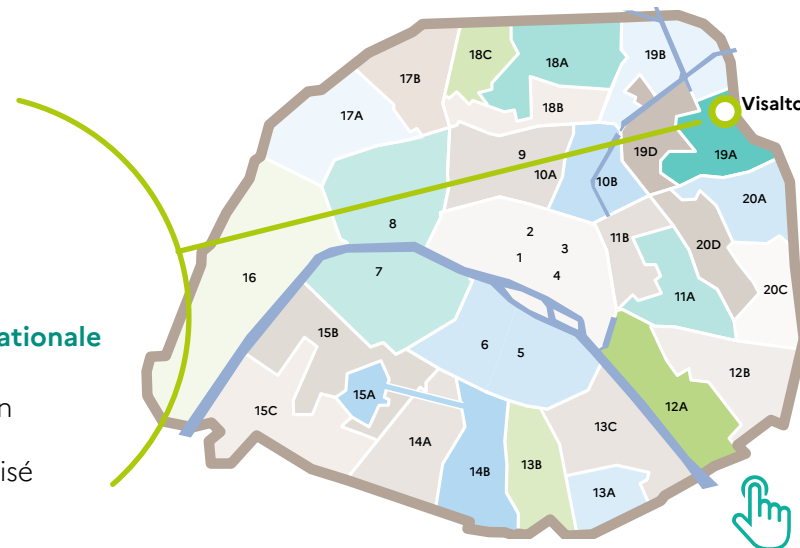 19B
18C
18A
17B
Visalto
18B
17A
9
19D
19A
10A
10B
20A
8
2
11B
3
20D
1
7
4
16
20C
11A
ationale
15B
6
5
12B
n
15A
12A
15C
13C
14A
isé
14B
13B
13A